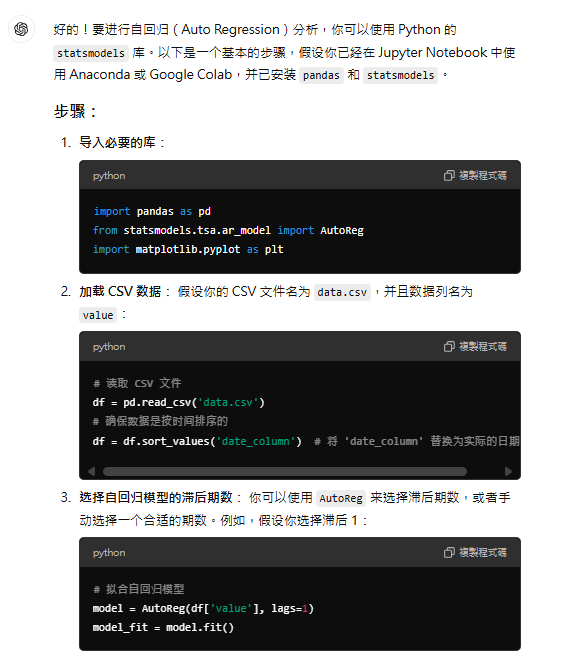 好的！要进行自回归（Auto Regression）分析，你可以使用 Python 的
statsmodels 库。以下是一个基本的步骤，假设你已经在 Jupyter Notebook 中使
用 Anaconda 或 Google Colab，并已安装 pandas 和 statsmodels 。
步骤：
1. 导入必要的库：
python 複製程式碼
import pandas as pd
from statsmodels.tsa.ar_model import AutoReg
import matplotlib.pyplot as plt
2. 加载 CSV 数据： 假设你的 CSV 文件名为 data.csv ，并且数据列名为
value ：
python 複製程式碼
# 读取 CSV 文件
df = pd.read_csv('data.csv')
# 确保数据是按时间排序的
df = df.sort_values('date_column') # 将 'date_column' 替换为实际的日期
3. 选择自回归模型的滞后期数： 你可以使用 AutoReg 来选择滞后期数，或者手
动选择一个合适的期数。例如，假设你选择滞后 1：
python 複製程式碼
# 拟合自回归模型
model = AutoReg(df['value'], lags=1)
model_fit = model.fit()